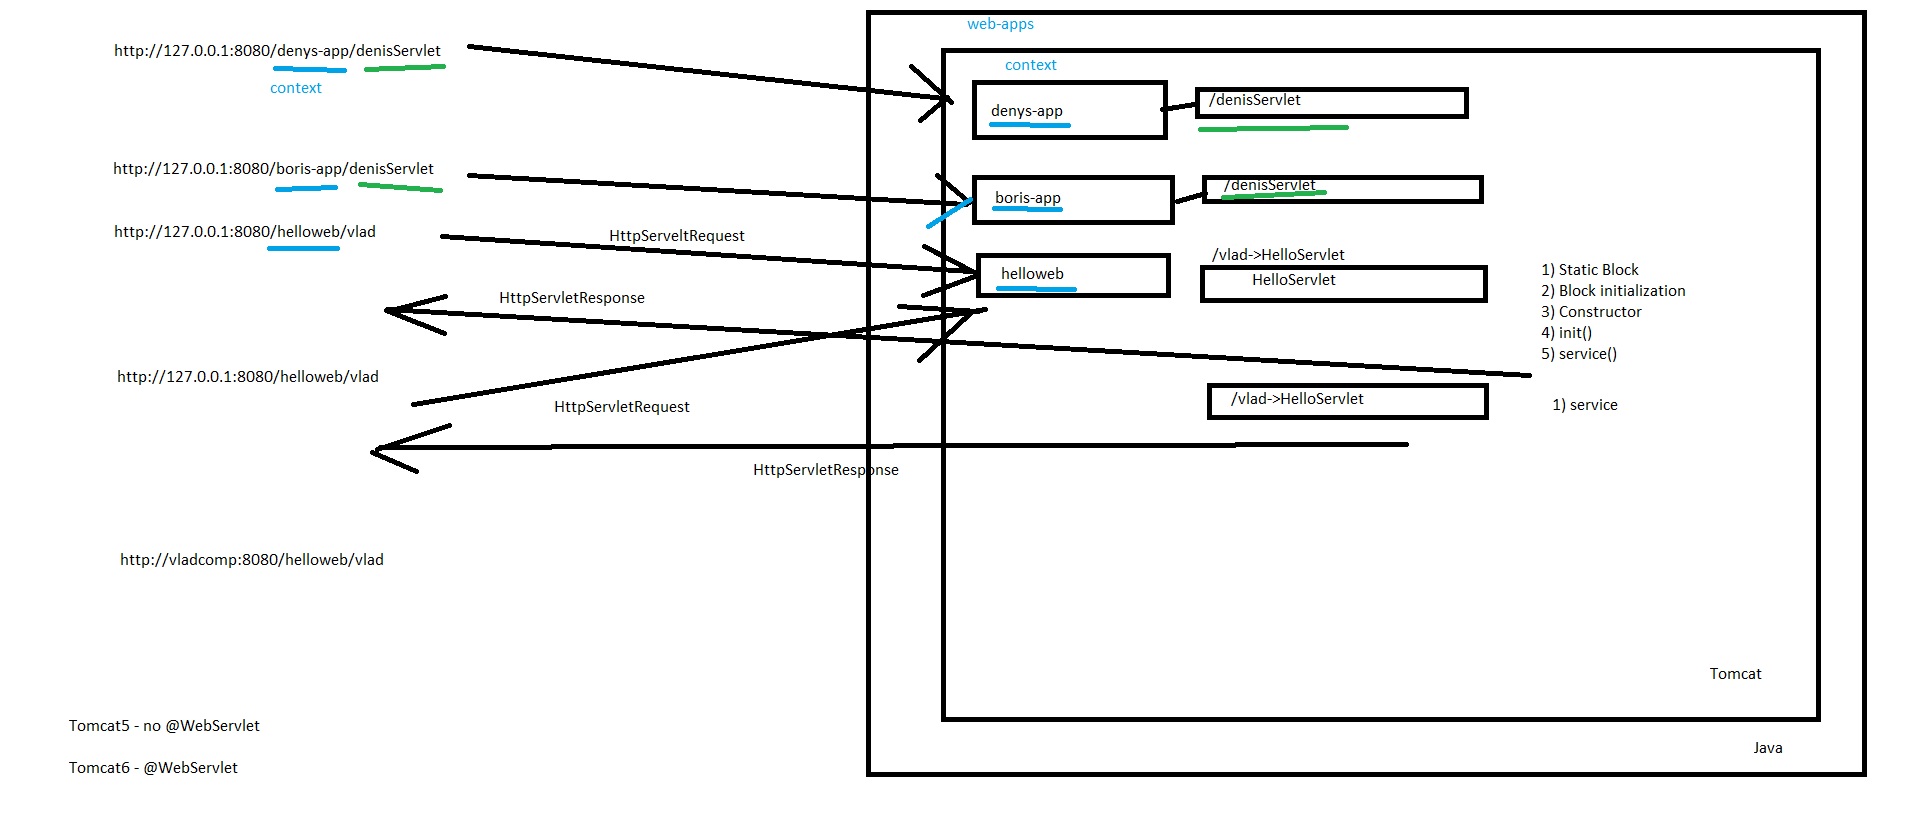 web-apps
http://127.0.0.1:8080/denys-app/denisServlet
context
context
denys-app
/denisServlet
http://127.0.0.1:8080/boris-app/denisServlet
boris-app
/denisServlet
http://127.0.0.1:8080/helloweb/vlad
HttpServeltRequest
helloweb
/vlad->HelloServlet
HelloServlet
1) Static Block
2) Block initialization
3) Constructor
4) init()
5) service()
HttpServletResponse
http://127.0.0.1:8080/helloweb/vlad
HttpServletRequest
/vlad->HelloServlet
1) service
HttpServletResponse
http://vladcomp:8080/helloweb/vlad
Tomcat
Java
Tomcat5 - no @WebServlet
Tomcat6 - @WebServlet